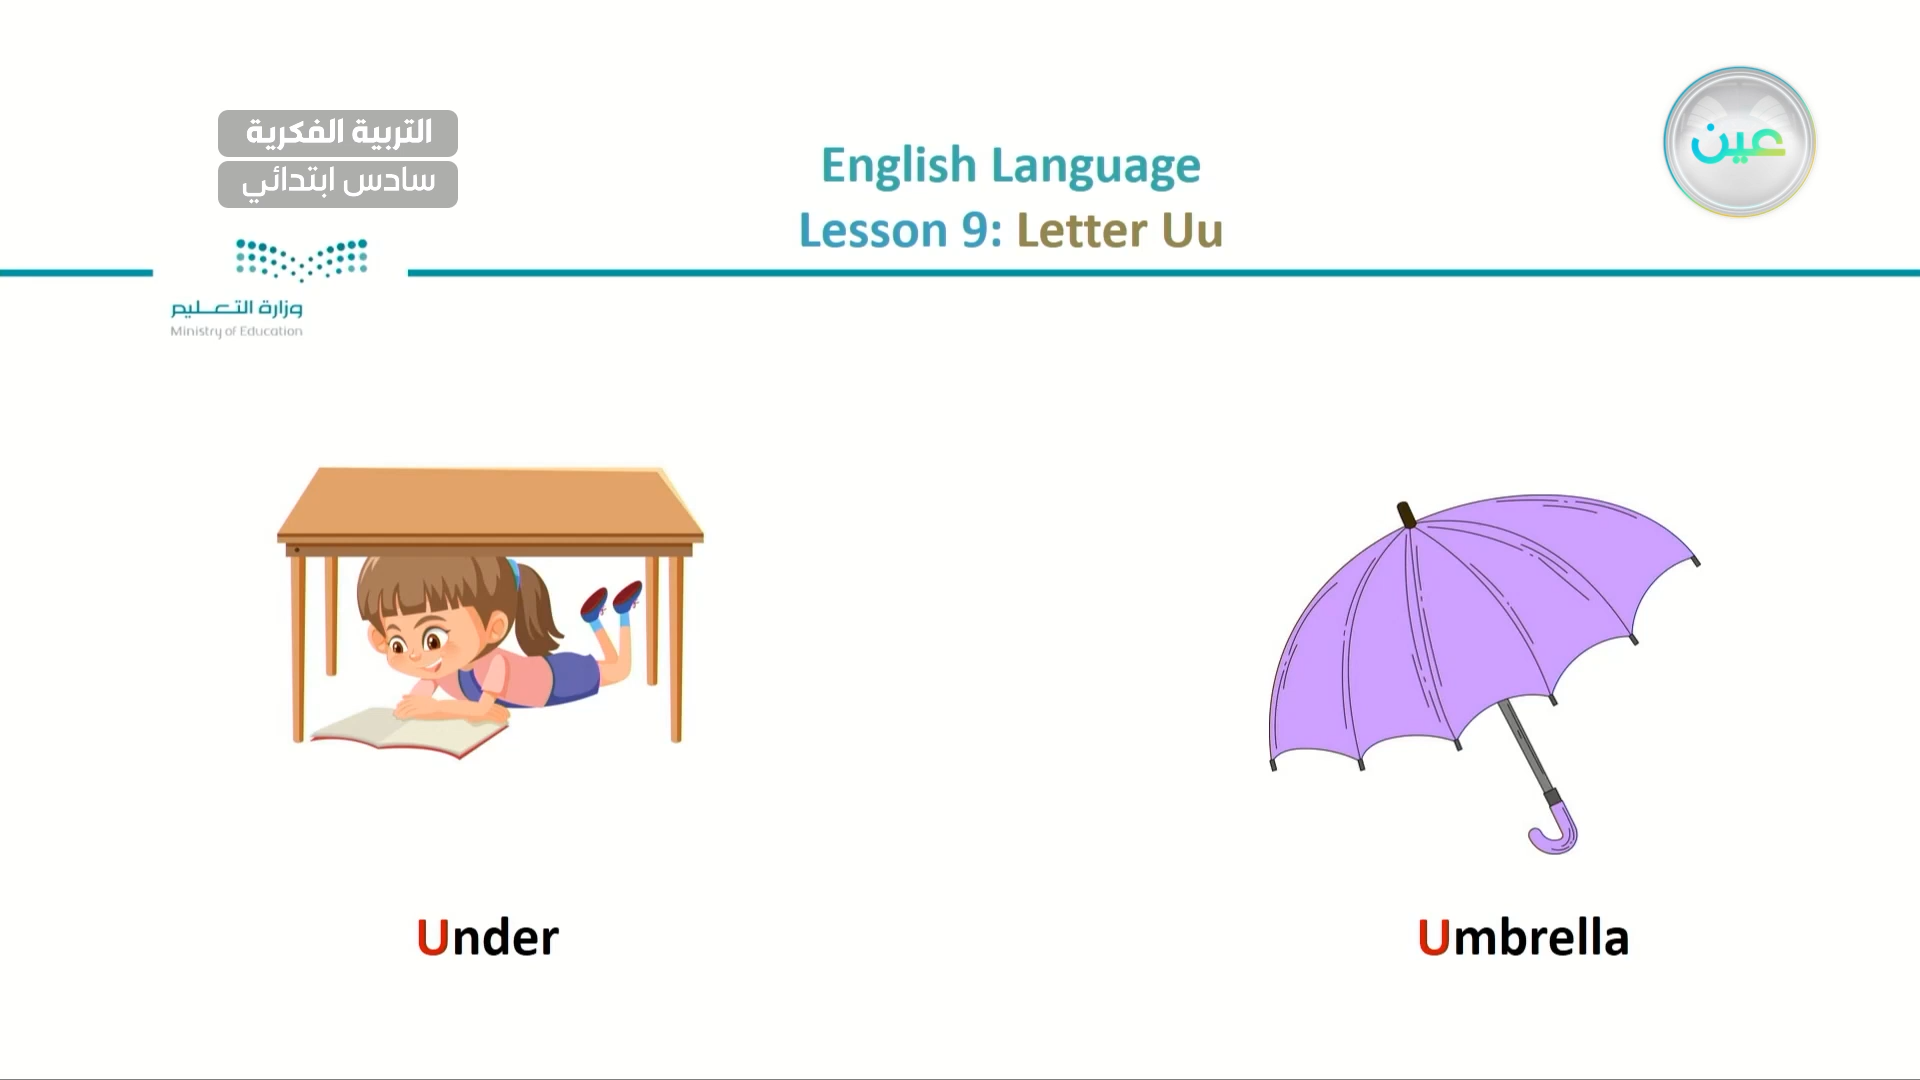 التربية الفكرية
سادس ابتدائي
English Language
Lesson 9: Letter Uu
عين
وزارة التعليم
Ministry of Education
Under
Umbrella